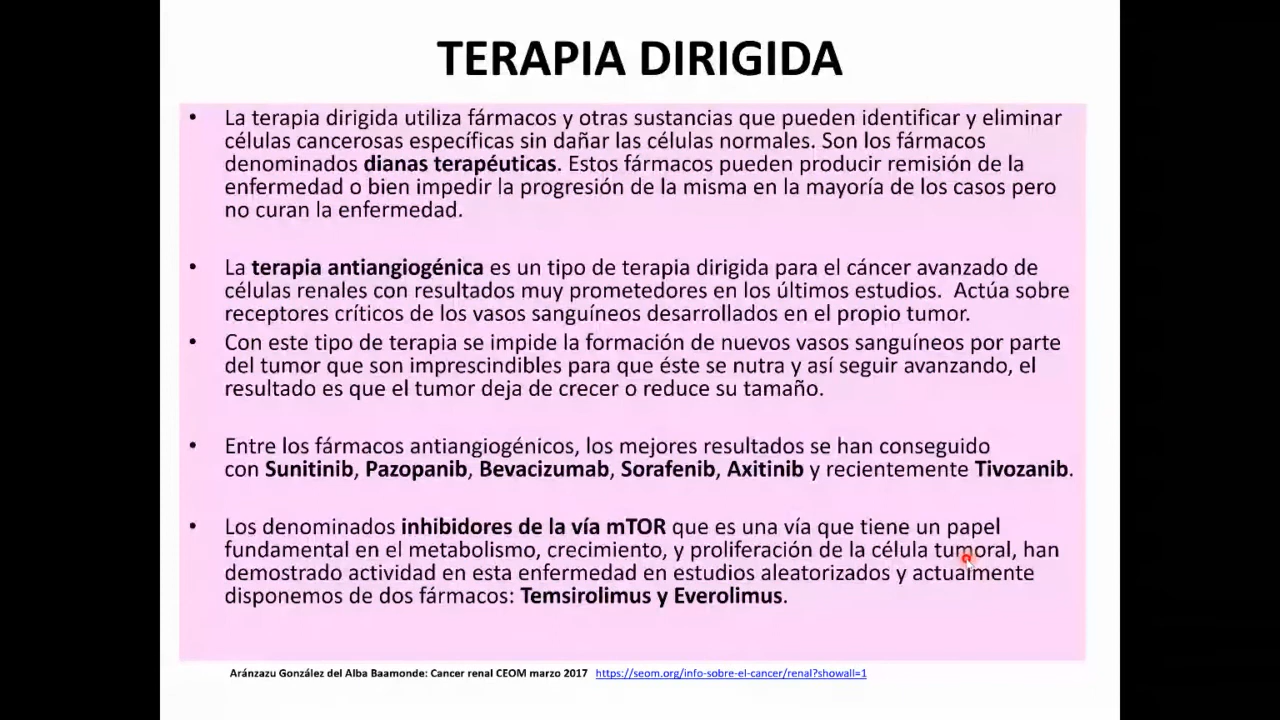 TERAPIA DIRIGIDA
• La terapia dirigida utiliza fármacos y otras sustancias que pueden identificar y eliminar
células cancerosas específicas sin dañar las células normales. Son los fármacos
denominados dianas terapéuticas. Estos fármacos pueden producir remisión de la
enfermedad o bien impedir la progresión de la misma en la mayoría de los casos pero
no curan la enfermedad.
• La terapia antiangiogénica es un tipo de terapia dirigida para el cáncer avanzado de
células renales con resultados muy prometedores en los últimos estudios. Actúa sobre
receptores críticos de los vasos sanguíneos desarrollados en el propio tumor.
• Con este tipo de terapia se impide la formación de nuevos vasos sanguíneos por parte
del tumor que son imprescindibles para que éste se nutra y así seguir avanzando, el
resultado es que el tumor deja de crecer o reduce su tamaño.
• Entre los fármacos antiangiogénicos, los mejores resultados se han conseguido
con Sunitinib, Pazopanib, Bevacizumab, Sorafenib, Axitinib y recientemente Tivozanib.
• Los denominados inhibidores de la vía mTOR que es una vía que tiene un papel
fundamental en el metabolismo, crecimiento, y proliferación de la célula tumoral, han
demostrado actividad en esta enfermedad en estudios aleatorizados y actualmente
disponemos de dos fármacos: Temsirolimus y Everolimus.
Aránzazu González del Alba Baamonde: Cancer renal CEOM marzo 2017 https://seom.org/info-sobre-el-cancer/renal?showall=1